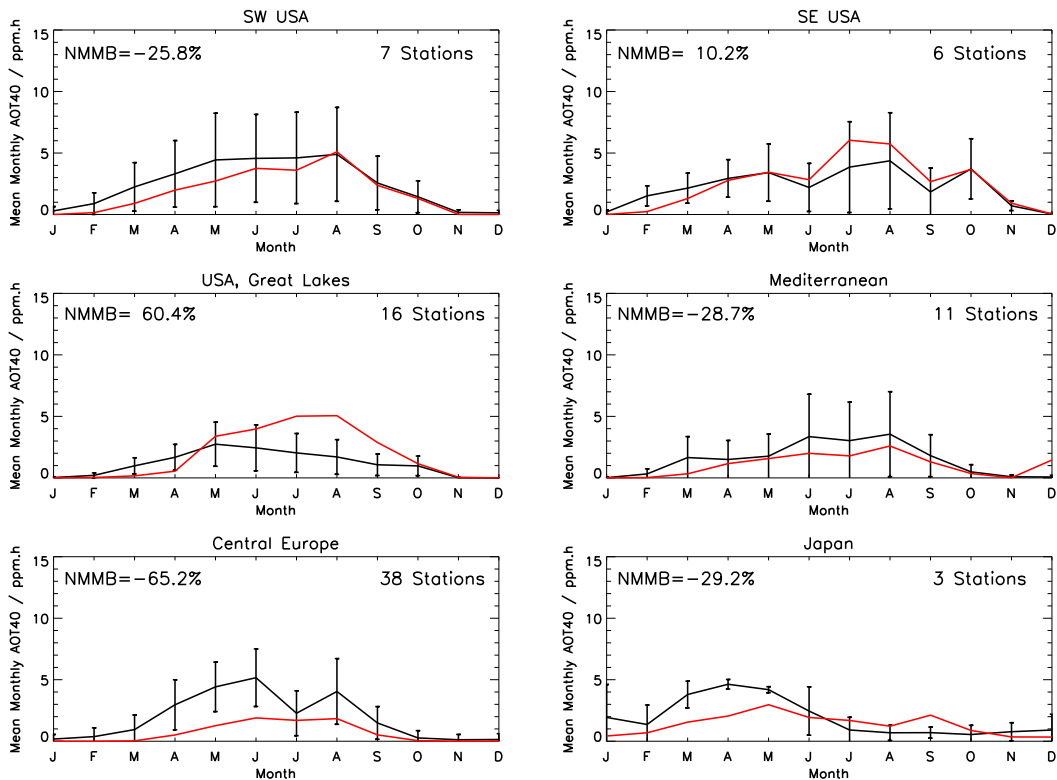 SW USA
Mean Monthly AOT40 / ppm.h
15
10
5
0
NMMB=-25.8%
7 Stations
J F M A M J J A S O N D
Month
SE USA
Mean Monthly AOT40 / ppm.h
15
10
5
0
NMMB= 10.2%
6 Stations
J F M A M J J A S O N D
Month
USA, Great Lakes
Mean Monthly AOT40 / ppm.h
15
10
5
0
NMMB= 60.4%
16 Stations
J F M A M J J A S O N D
Month
Mediterranean
Mean Monthly AOT40 / ppm.h
15
10
5
0
NMMB=-28.7%
11 Stations
J F M A M J J A S O N D
Month
Central Europe
Mean Monthly AOT40 / ppm.h
15
10
5
0
NMMB=-65.2%
38 Stations
J F M A M J J A S O N D
Month
Japan
Mean Monthly AOT40 / ppm.h
15
10
5
0
NMMB=-29.2%
3 Stations
J F M A M J J A S O N D
Month